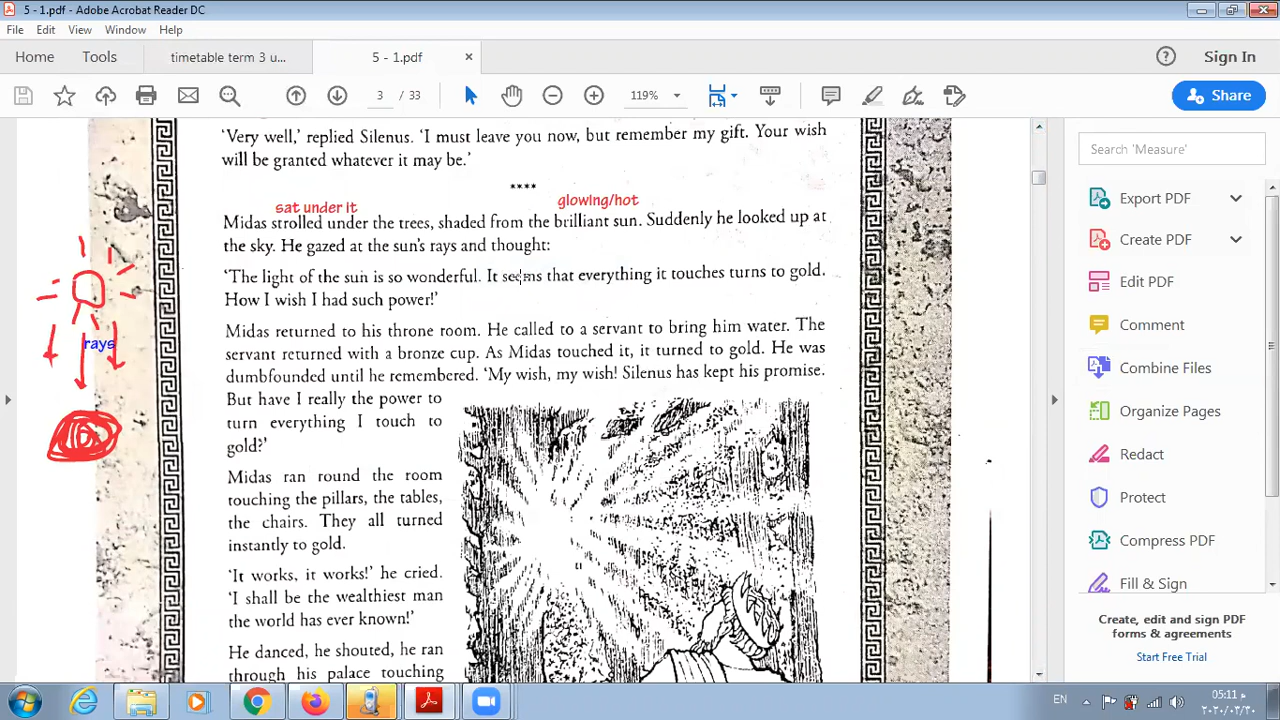 5 - 1.pdf - Adobe Acrobat Reader DC
File Edit View Window Help
Home Tools timetable term 3 u... 5 - 1.pdf × Sign In
3 / 33 119% Share
'Very well,' replied Silenus. 'I must leave you now, but remember my gift. Your wish
will be granted whatever it may be.'
****
sat under it glowing/hot
Midas strolled under the trees, shaded from the brilliant sun. Suddenly he looked up at
the sky. He gazed at the sun's rays and thought:
'The light of the sun is so wonderful. It seems that everything it touches turns to gold.
How I wish I had such power!'
rays
Midas returned to his throne room. He called to a servant to bring him water. The
servant returned with a bronze cup. As Midas touched it, it turned to gold. He was
dumbfounded until he remembered. 'My wish, my wish! Silenus has kept his promise.
But have I really the power to
turn everything I touch to
gold?'
Midas ran round the room
touching the pillars, the tables,
the chairs. They all turned
instantly to gold.
'It works, it works!' he cried.
'I shall be the wealthiest man
the world has ever known!'
He danced, he shouted, he ran
through his palace touching
Search 'Measure'
Export PDF
Create PDF
Edit PDF
Comment
Combine Files
Organize Pages
Redact
Protect
Compress PDF
Fill & Sign
Create, edit and sign PDF
forms & agreements
Start Free Trial
EN
05:11 م
٢٠٢٠/٠٣/٣٠